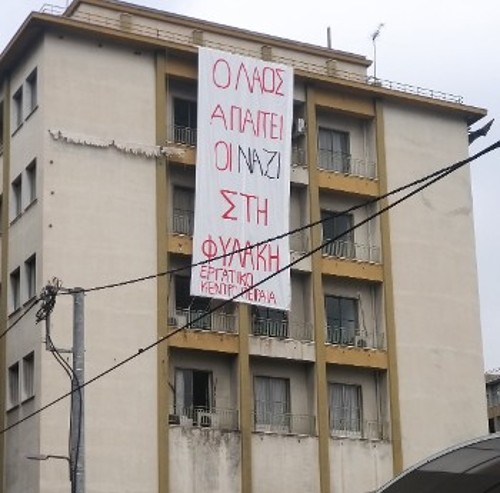 Ο ΛΑΟΣ
ΑΠΑΙΤΕΙ
ΟΙ ΝΑΖΙ
ΣΤΗ
ΦΥΛΑΚΗ
ΕΡΓΑΤΙΚΟ
ΚΕΝΤΡΟ ΠΕΙΡΑΙΑ